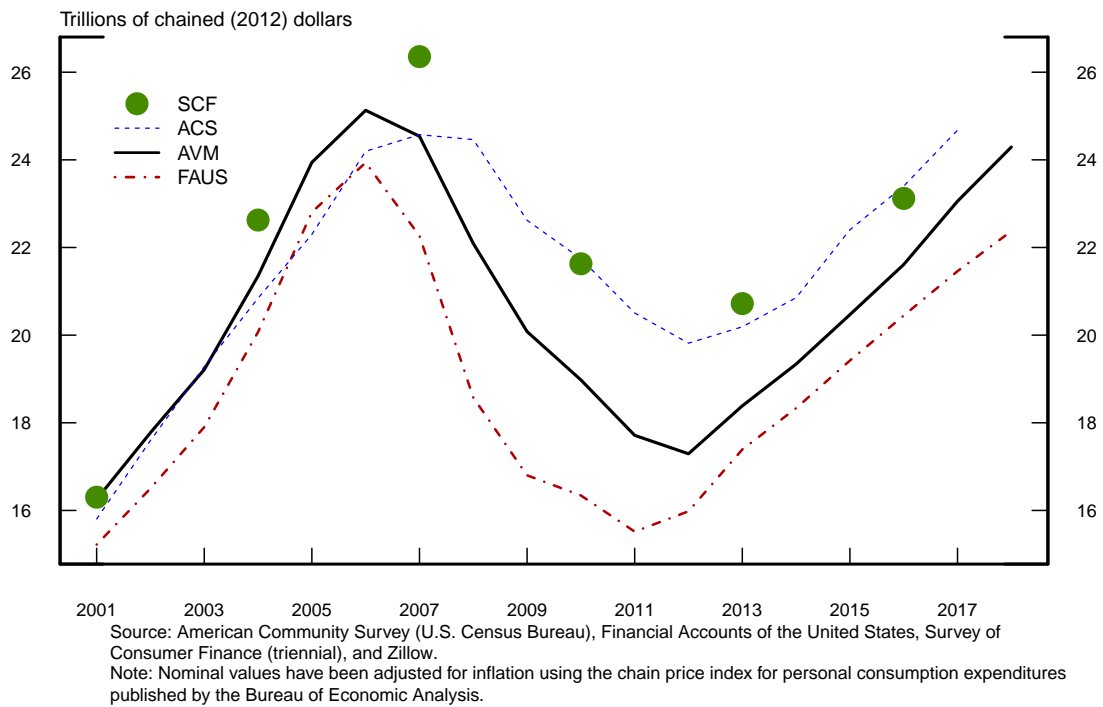 Trillions of chained (2012) dollars
26 26
24 24
22 22
20 20
18 18
16 16
SCF
ACS
AVM
FAUS
2001 2003 2005 2007 2009 2011 2013 2015 2017
Source: American Community Survey (U.S. Census Bureau), Financial Accounts of the United States, Survey of
Consumer Finance (triennial), and Zillow.
Note: Nominal values have been adjusted for inflation using the chain price index for personal consumption expenditures
published by the Bureau of Economic Analysis.